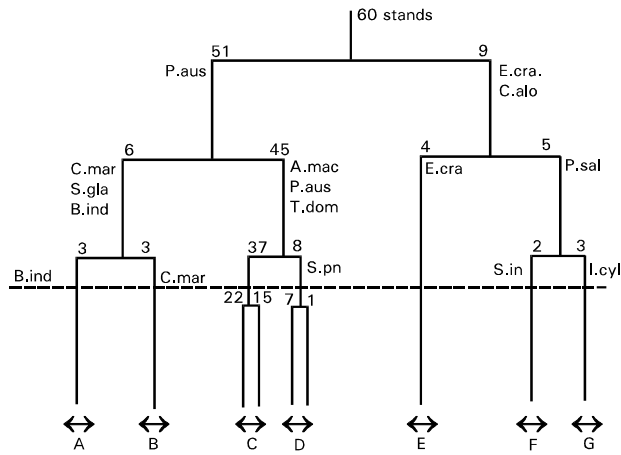 60 stands
51
9
P.aus
E.cra.
C.alo
6
45
4
5
C.mar
S.gla
B.ind
A.mac
P.aus
T.dom
E.cra
P.sal
3
3
37
8
2
3
B.ind
C.mar
S.pn
S.in
I.cyl
22
15
7
1
A
B
C
D
E
F
G